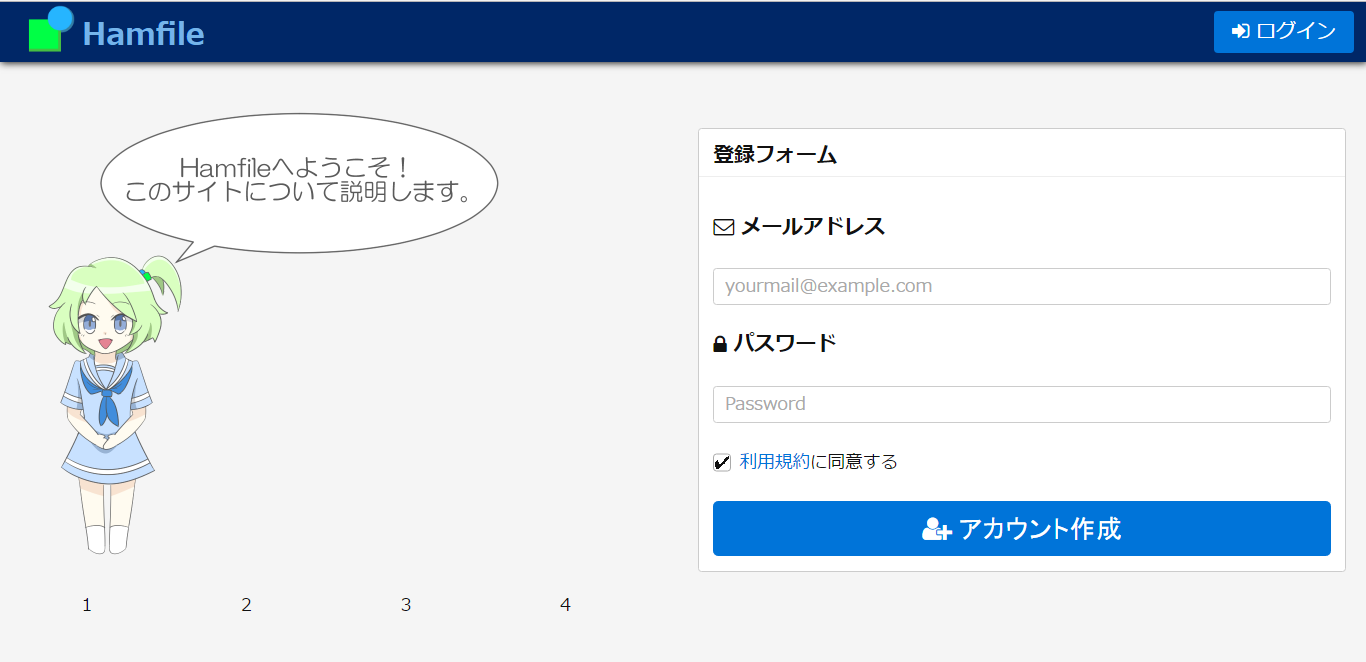 Hamfile
ログイン
Hamfileへようこそ！
このサイトについて説明します。
登録フォーム
メールアドレス
yourmail@example.com
パスワード
Password
利用規約に同意する
アカウント作成
1 2 3 4